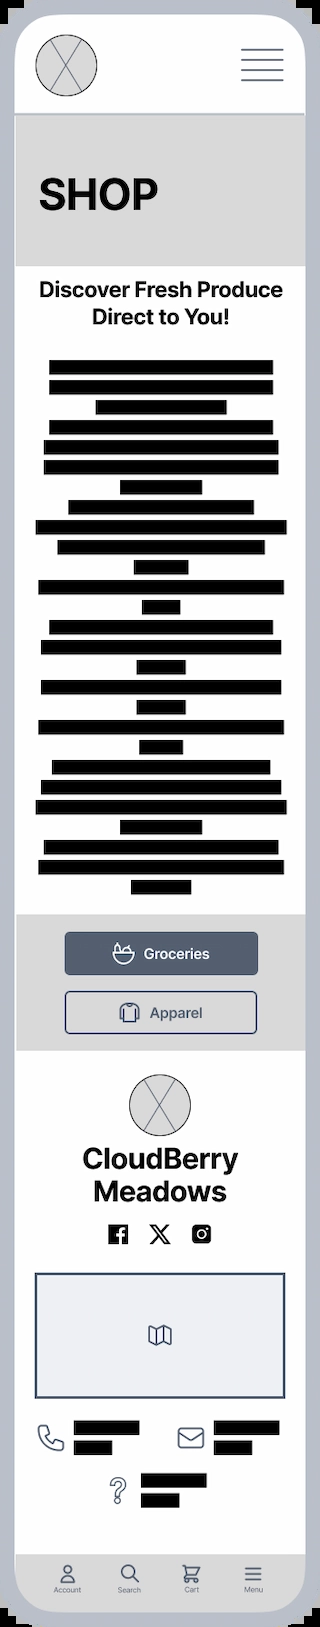 SHOP
Discover Fresh Produce
Direct to You!
Groceries
Apparel
CloudBerry
Meadows
Account
Search
Cart
Menu